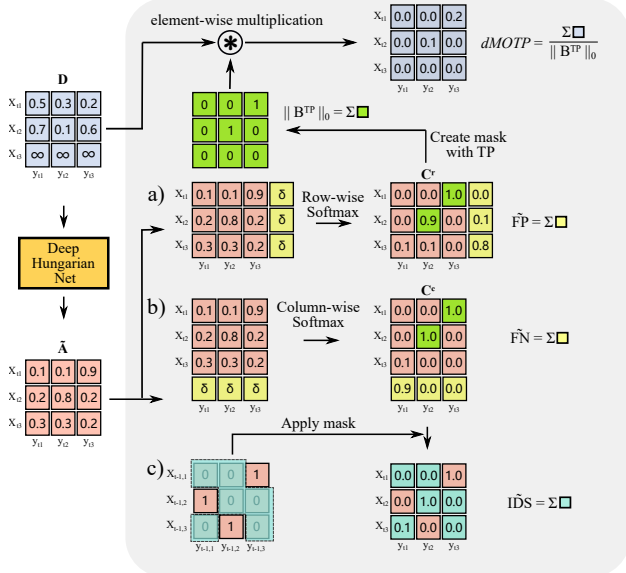 element-wise multiplication
X_t1 0.0 0.0 0.2
X_t2 0.0 0.1 0.0
X_t3 0.0 0.0 0.0
y_t1 y_t2 y_t3
dMOTP = Σ / || B^TP ||_0
D
X_t1 0.5 0.3 0.2
X_t2 0.7 0.1 0.6
X_t3 ∞ ∞ ∞
y_t1 y_t2 y_t3
0 0 1
0 1 0
0 0 0
|| B^TP ||_0 = Σ
Create mask
with TP
Deep
Hungarian
Net
Ã
X_t1 0.1 0.1 0.9
X_t2 0.2 0.8 0.2
X_t3 0.3 0.3 0.2
y_t1 y_t2 y_t3
a)
X_t1 0.1 0.1 0.9 δ
X_t2 0.2 0.8 0.2 δ
X_t3 0.3 0.3 0.2 δ
y_t1 y_t2 y_t3
Row-wise
Softmax
C^r
X_t1 0.0 0.0 1.0 0.0
X_t2 0.0 0.9 0.0 0.1
X_t3 0.1 0.1 0.0 0.8
y_t1 y_t2 y_t3
F̃P = Σ
b)
X_t1 0.1 0.1 0.9
X_t2 0.2 0.8 0.2
X_t3 0.3 0.3 0.2
δ δ δ
y_t1 y_t2 y_t3
Column-wise
Softmax
C^c
X_t1 0.0 0.0 1.0
X_t2 0.0 1.0 0.0
X_t3 0.1 0.0 0.0
0.9 0.0 0.0
y_t1 y_t2 y_t3
F̃N = Σ
Apply mask
c)
X_t-1,1 0 0 1
X_t-1,2 1 0 0
X_t-1,3 0 1 0
y_t-1,1 y_t-1,2 y_t-1,3
X_t1 0.0 0.0 1.0
X_t2 0.0 1.0 0.0
X_t3 0.1 0.0 0.0
y_t1 y_t2 y_t3
ID̃S = Σ